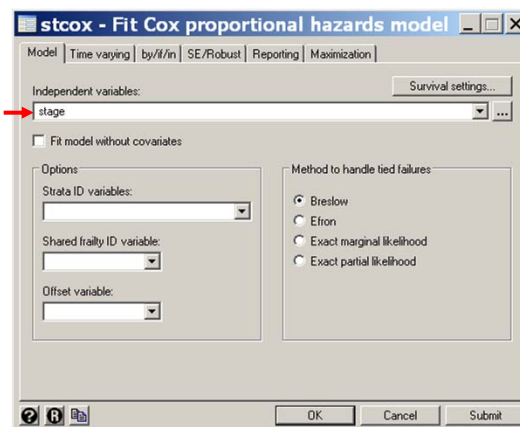 stcox - Fit Cox proportional hazards model
Model Time varying by/if/in SE/Robust Reporting Maximization
Survival settings...
Independent variables:
stage
...
Fit model without covariates
Options
Strata ID variables:
Shared frailty ID variable:
Offset variable:
Method to handle tied failures
Breslow
Efron
Exact marginal likelihood
Exact partial likelihood
OK Cancel Submit